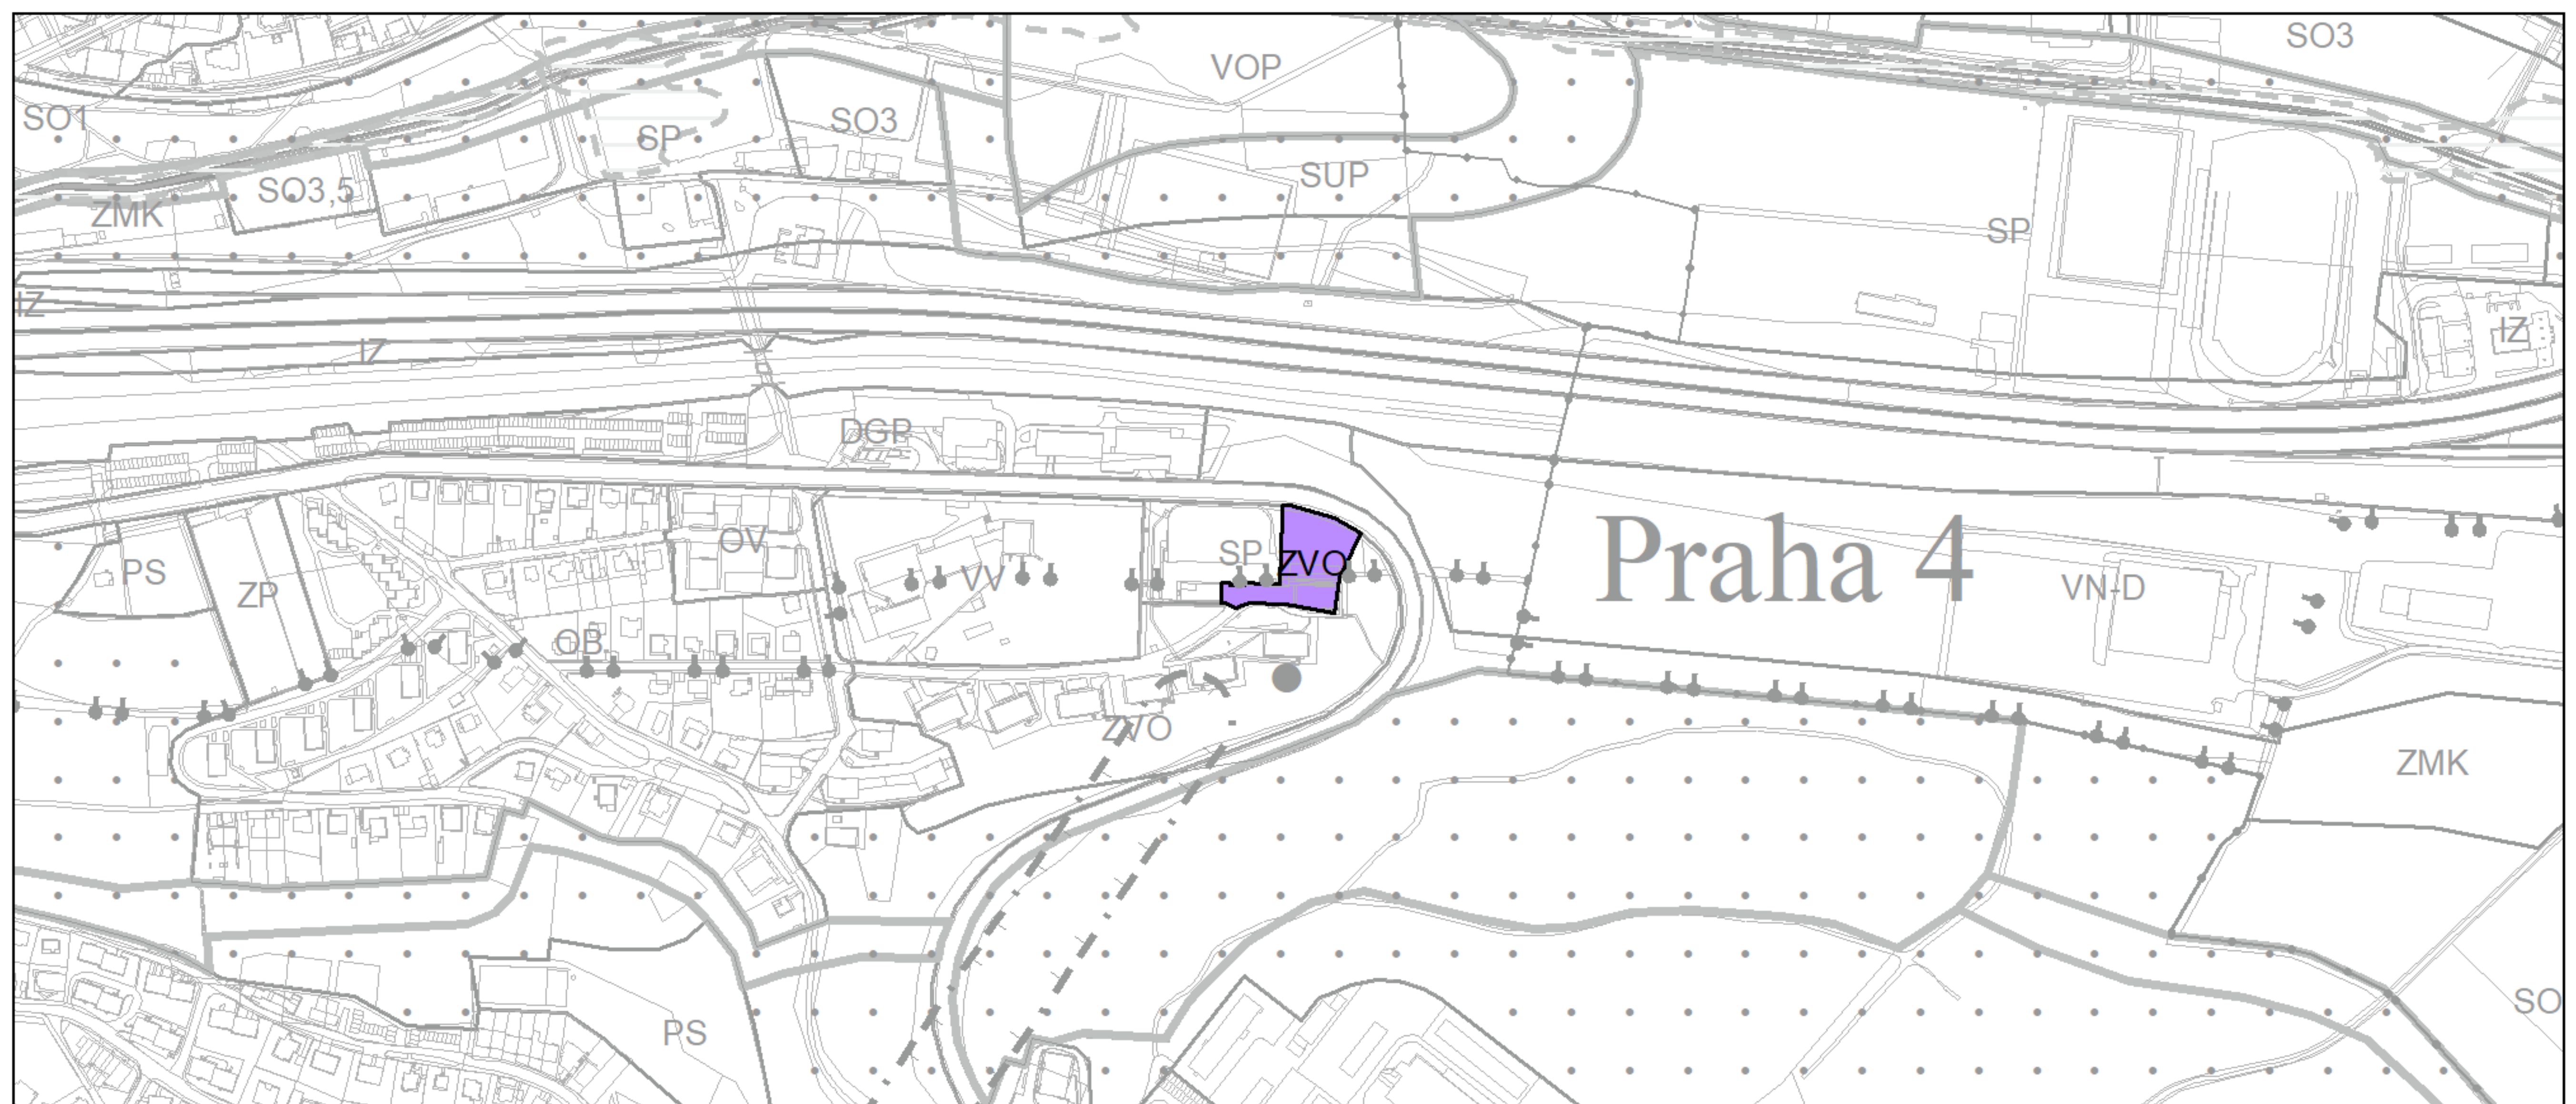 SO3
VOP
SO1
SO3
SP
SUP
SO3,5
ZMK
SP
IZ
IZ
IZ
DGP
OV
SP
ZVO
PS
VV
Praha 4
VN-D
ZP
OB
ZVO
ZMK
SO
PS